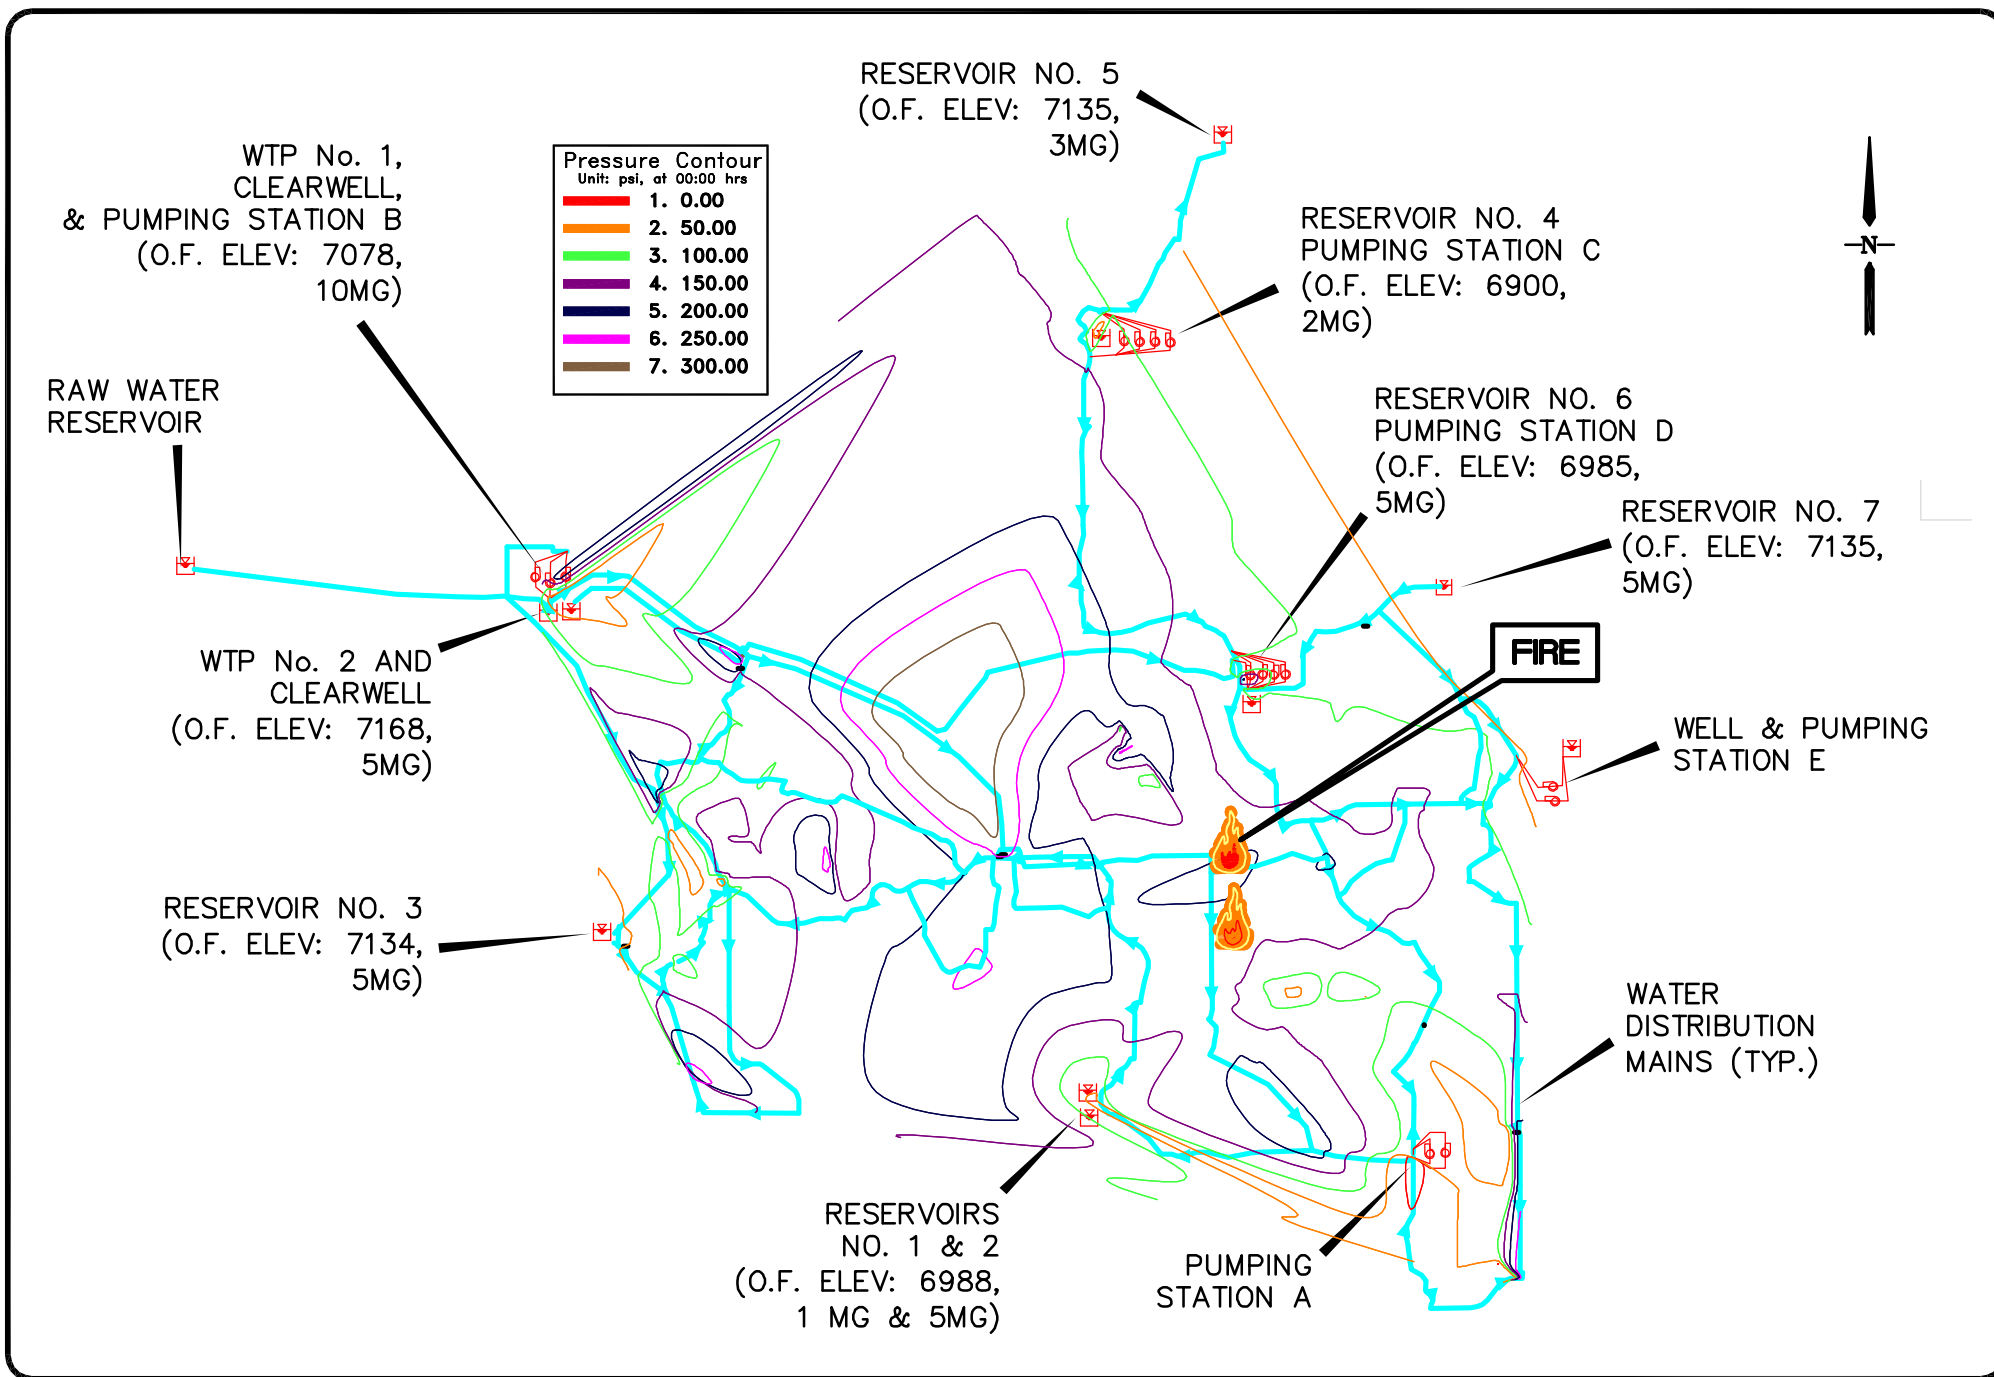 RESERVOIR NO. 5
(O.F. ELEV: 7135,
3MG)
WTP No. 1,
CLEARWELL,
& PUMPING STATION B
(O.F. ELEV: 7078,
10MG)
Pressure Contour
Unit: psi, at 00:00 hrs
1. 0.00
2. 50.00
3. 100.00
4. 150.00
5. 200.00
6. 250.00
7. 300.00
RESERVOIR NO. 4
PUMPING STATION C
(O.F. ELEV: 6900,
2MG)
N
RAW WATER
RESERVOIR
RESERVOIR NO. 6
PUMPING STATION D
(O.F. ELEV: 6985,
5MG)
RESERVOIR NO. 7
(O.F. ELEV: 7135,
5MG)
FIRE
WTP No. 2 AND
CLEARWELL
(O.F. ELEV: 7168,
5MG)
WELL & PUMPING
STATION E
RESERVOIR NO. 3
(O.F. ELEV: 7134,
5MG)
WATER
DISTRIBUTION
MAINS (TYP.)
RESERVOIRS
NO. 1 & 2
(O.F. ELEV: 6988,
1 MG & 5MG)
PUMPING
STATION A